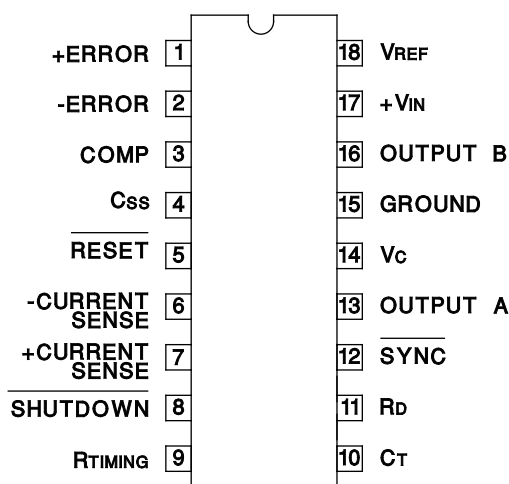 +ERROR 1 18 VREF
-ERROR 2 17 +VIN
COMP 3 16 OUTPUT B
CSS 4 15 GROUND
RESET 5 14 VC
-CURRENT
SENSE 6 13 OUTPUT A
+CURRENT
SENSE 7 12 SYNC
SHUTDOWN 8 11 RD
RTIMING 9 10 CT